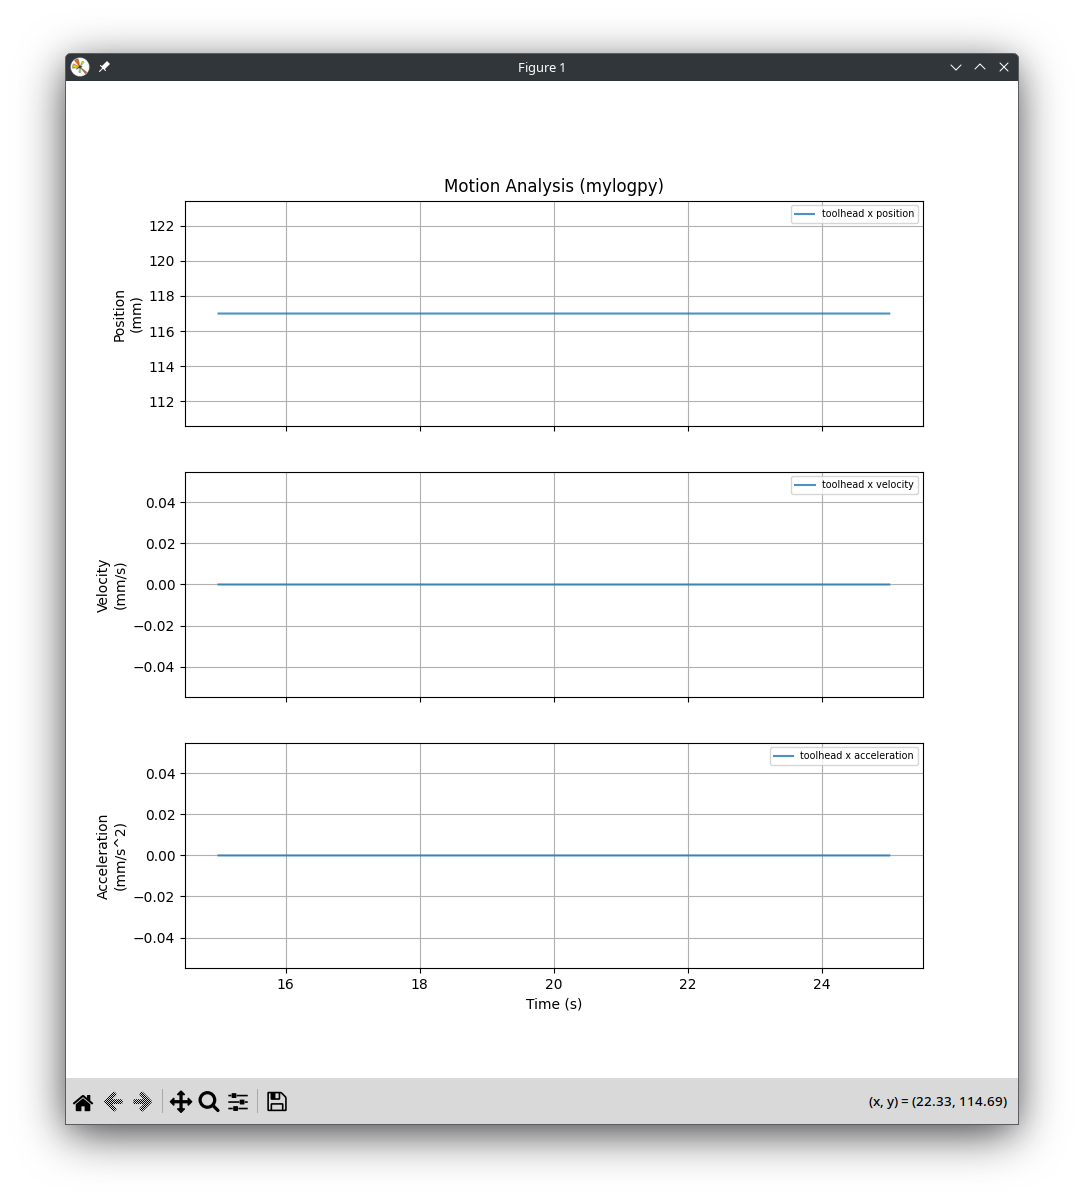 Figure 1
Motion Analysis (mylogpy)
toolhead x position
122
120
118
116
114
112
Position
(mm)
toolhead x velocity
0.04
0.02
0.00
−0.02
−0.04
Velocity
(mm/s)
toolhead x acceleration
0.04
0.02
0.00
−0.02
−0.04
Acceleration
(mm/s^2)
16 18 20 22 24
Time (s)
(x, y) = (22.33, 114.69)